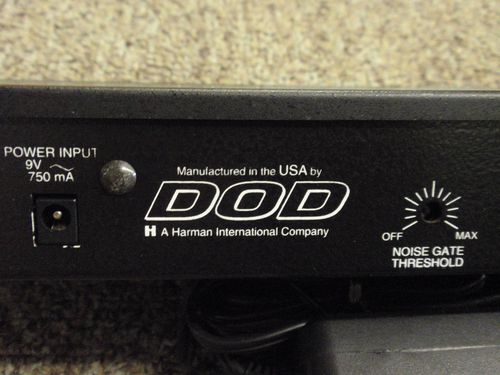 POWER INPUT
9V ~
750 mA
Manufactured in the USA by
DOD
H A Harman International Company
OFF MAX
NOISE GATE
THRESHOLD